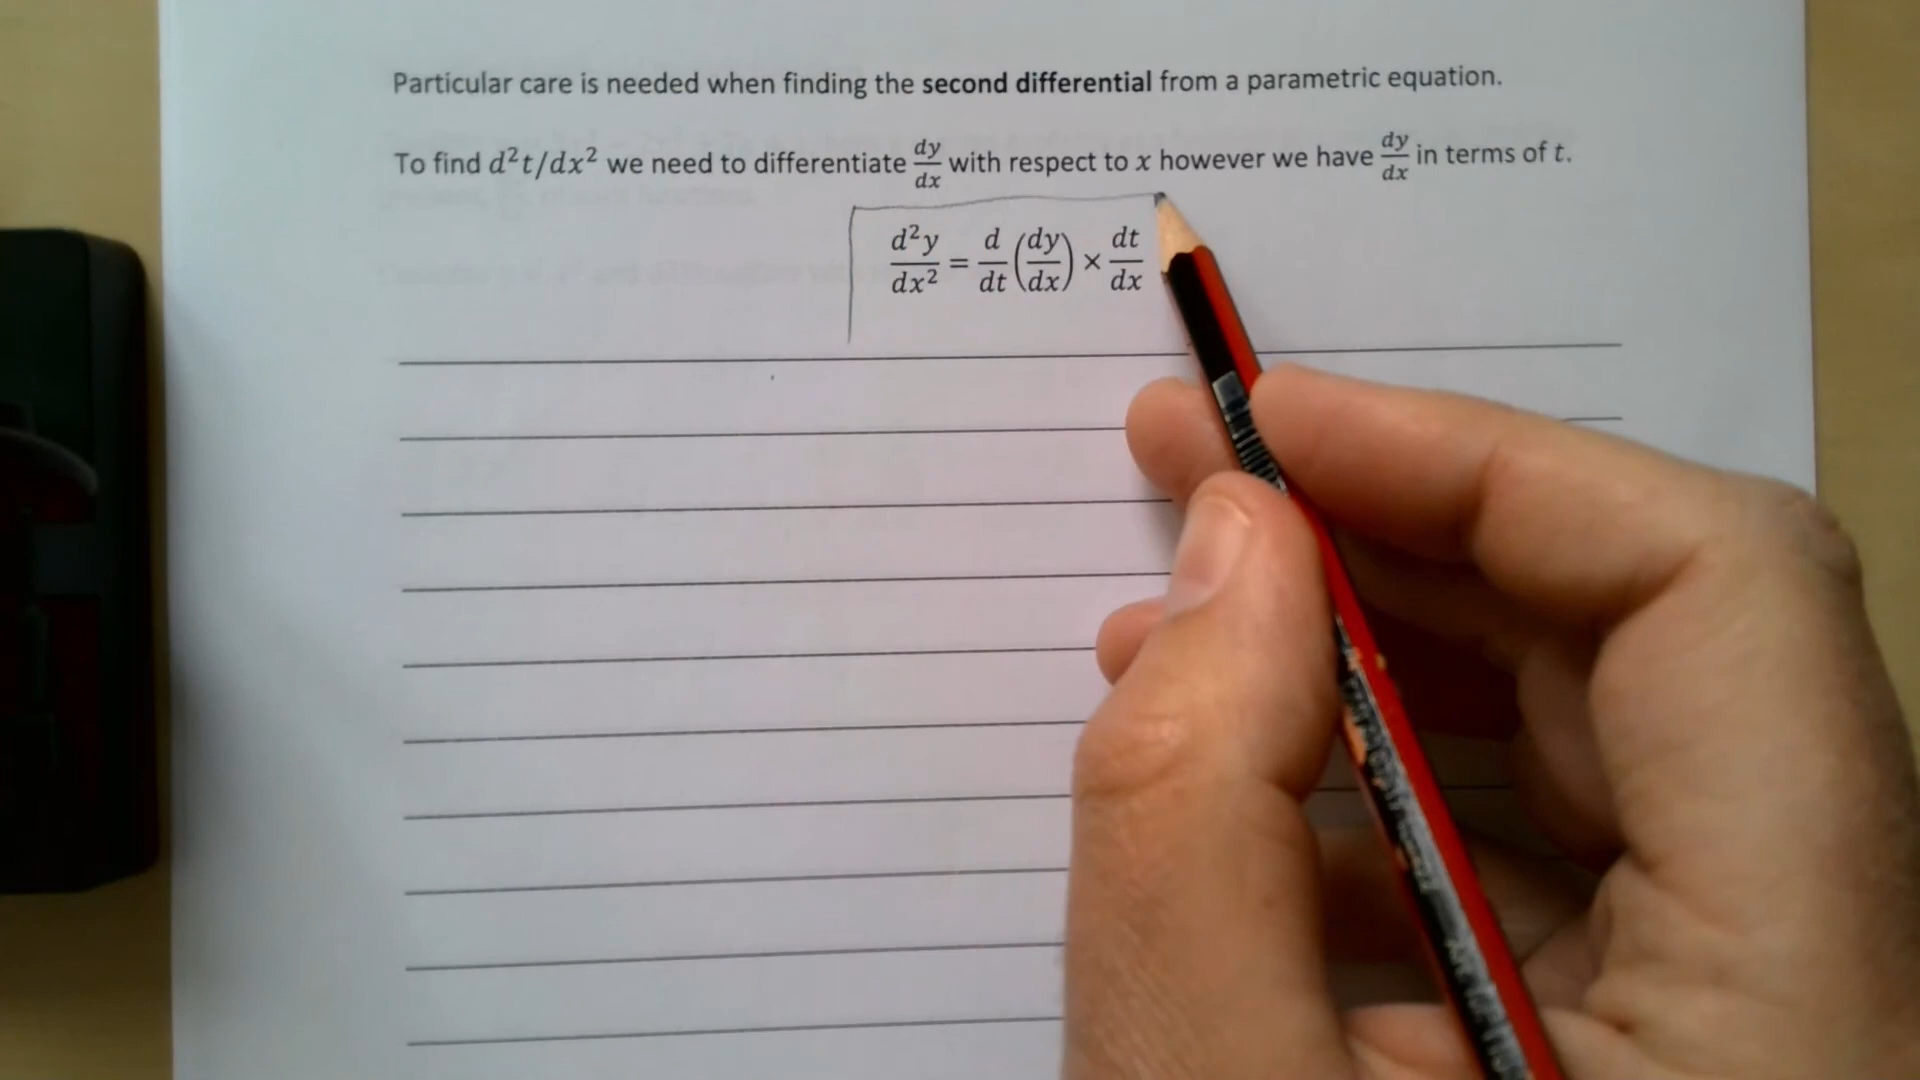 Particular care is needed when finding the second differential from a parametric equation.
To find d²t/dx² we need to differentiate dy/dx with respect to x however we have dy/dx in terms of t.
d²y/dx² = d/dt (dy/dx) × dt/dx